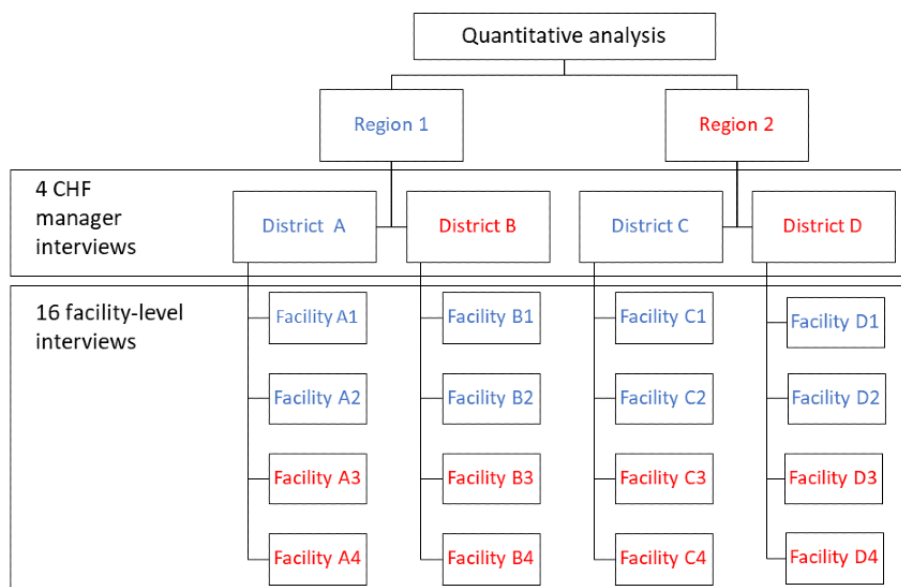 Quantitative analysis
Region 1
Region 2
4 CHF
manager
interviews
District A
District B
District C
District D
16 facility-level
interviews
Facility A1
Facility B1
Facility C1
Facility D1
Facility A2
Facility B2
Facility C2
Facility D2
Facility A3
Facility B3
Facility C3
Facility D3
Facility A4
Facility B4
Facility C4
Facility D4